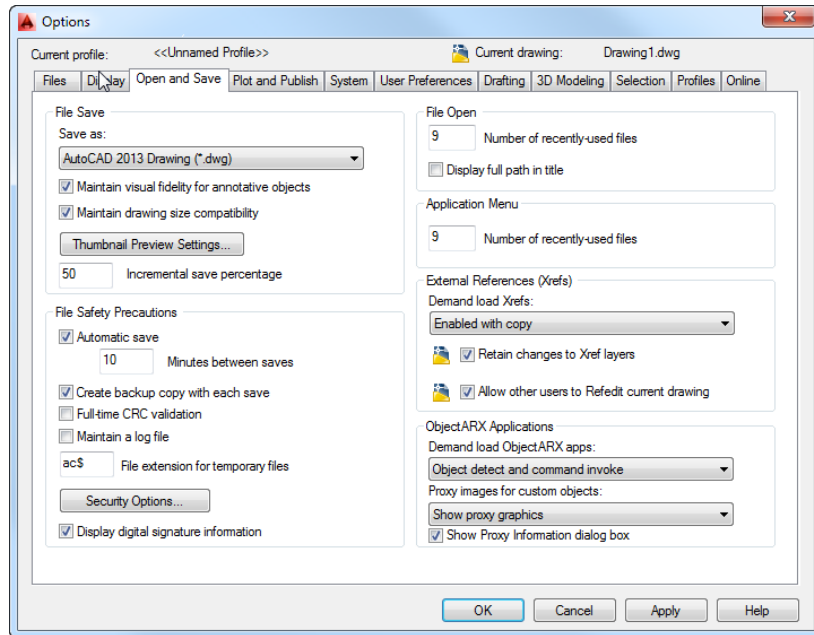 Options
Current profile: <<Unnamed Profile>> Current drawing: Drawing1.dwg
Files Display Open and Save Plot and Publish System User Preferences Drafting 3D Modeling Selection Profiles Online
File Save
Save as:
AutoCAD 2013 Drawing (*.dwg)
Maintain visual fidelity for annotative objects
Maintain drawing size compatibility
Thumbnail Preview Settings...
50 Incremental save percentage
File Safety Precautions
Automatic save
10 Minutes between saves
Create backup copy with each save
Full-time CRC validation
Maintain a log file
ac$ File extension for temporary files
Security Options...
Display digital signature information
File Open
9 Number of recently-used files
Display full path in title
Application Menu
9 Number of recently-used files
External References (Xrefs)
Demand load Xrefs:
Enabled with copy
Retain changes to Xref layers
Allow other users to Refedit current drawing
ObjectARX Applications
Demand load ObjectARX apps:
Object detect and command invoke
Proxy images for custom objects:
Show proxy graphics
Show Proxy Information dialog box
OK Cancel Apply Help